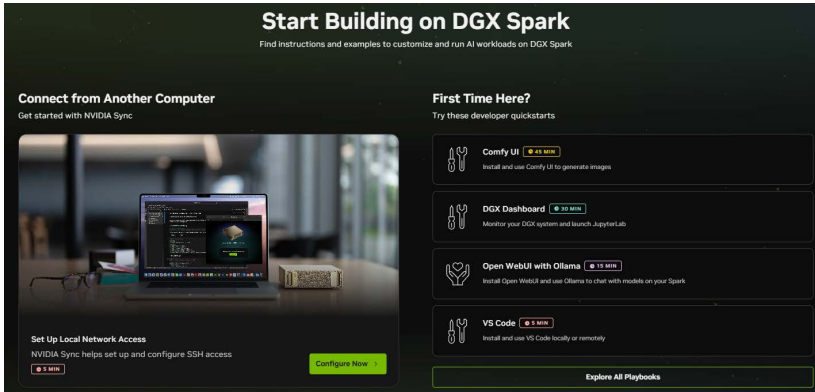 Start Building on DGX Spark
Find instructions and examples to customize and run AI workloads on DGX Spark
Connect from Another Computer
Get started with NVIDIA Sync
Set Up Local Network Access
NVIDIA Sync helps set up and configure SSH access
5 MIN
Configure Now >
First Time Here?
Try these developer quickstarts
Comfy UI 45 MIN
Install and use Comfy UI to generate images
DGX Dashboard 30 MIN
Monitor your DGX system and launch JupyterLab
Open WebUI with Ollama 15 MIN
Install Open WebUI and use Ollama to chat with models on your Spark
VS Code 5 MIN
Install and use VS Code locally or remotely
Explore All Playbooks